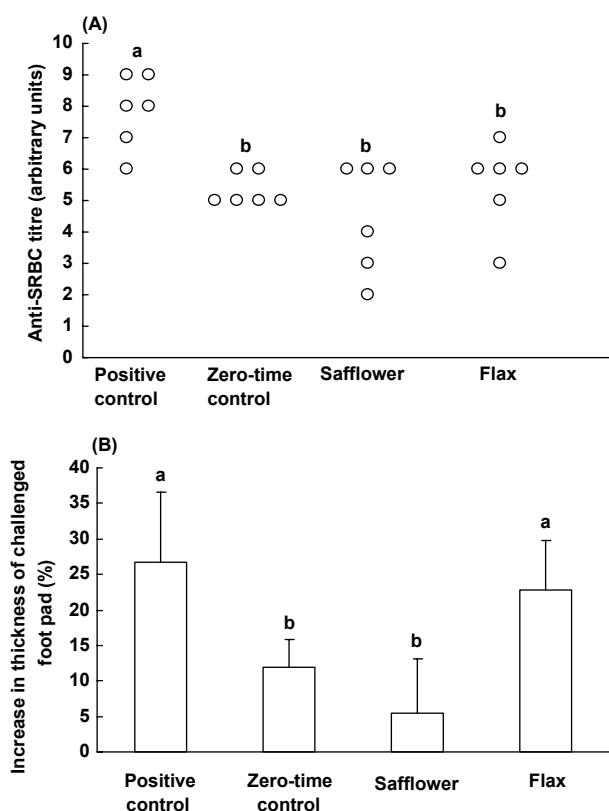 (A)
Anti-SRBC titre (arbitrary units)
10
9
8
7
6
5
4
3
2
1
0
a
b
b
b
Positive
control
Zero-time
control
Safflower
Flax
(B)
Increase in thickness of challenged
foot pad (%)
40
35
30
25
20
15
10
5
0
a
b
b
a
Positive
control
Zero-time
control
Safflower
Flax